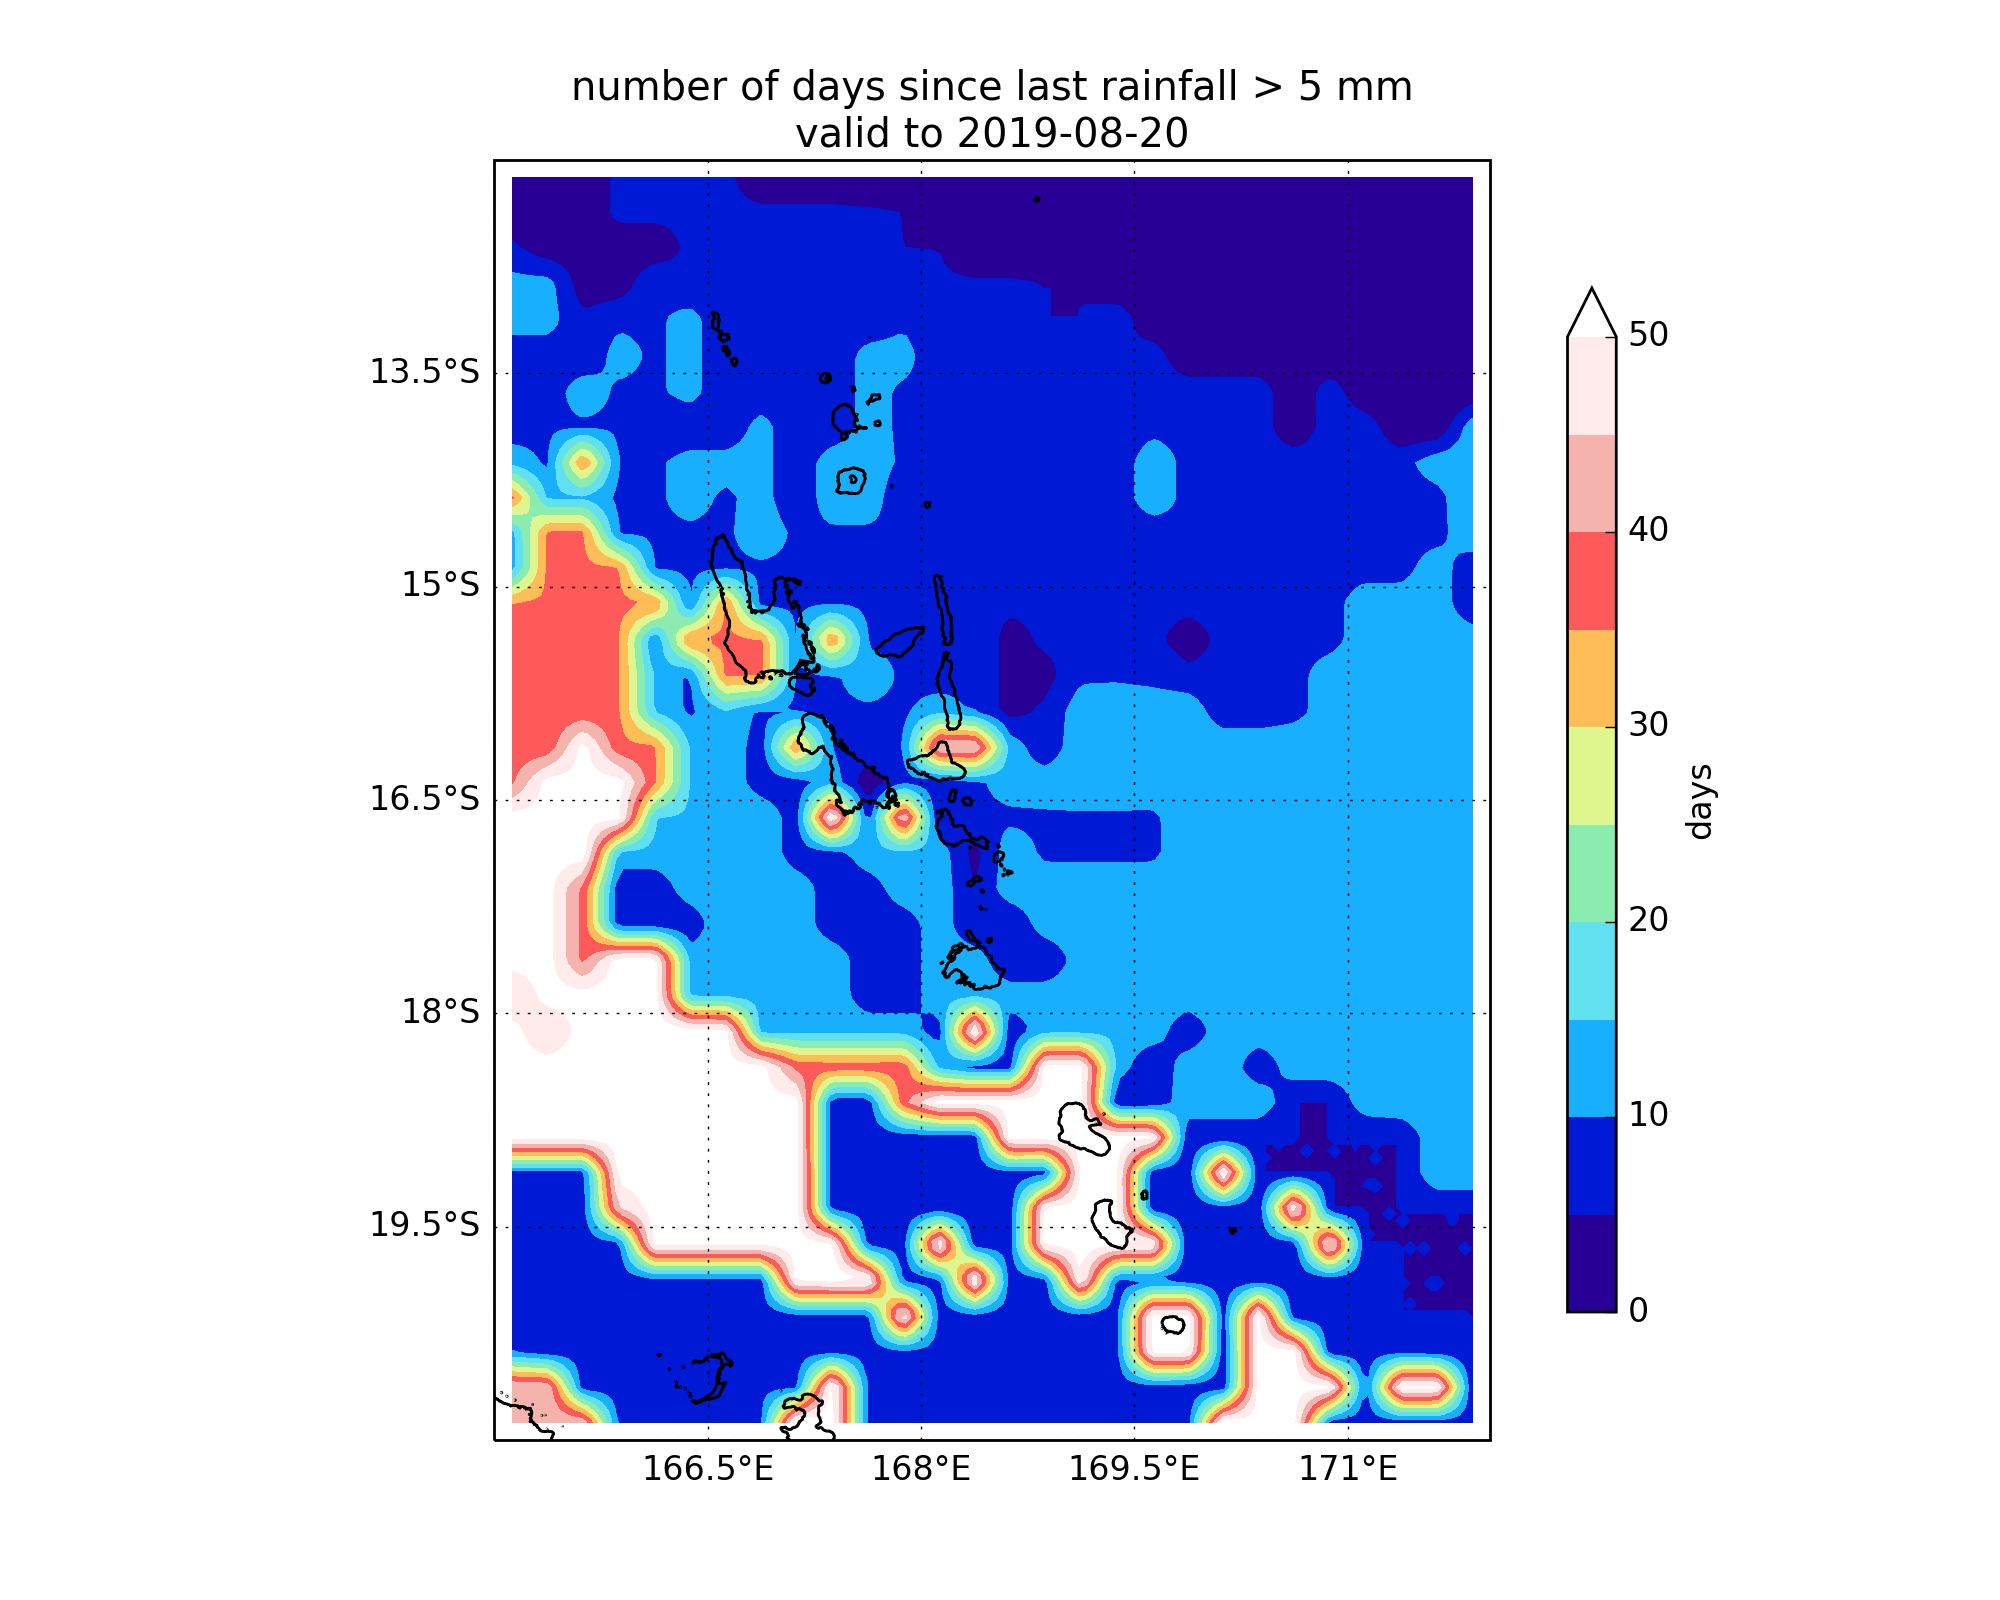 number of days since last rainfall > 5 mm
valid to 2019-08-20
13.5°S
15°S
16.5°S
18°S
19.5°S
166.5°E
168°E
169.5°E
171°E
50
40
30
20
10
0
days